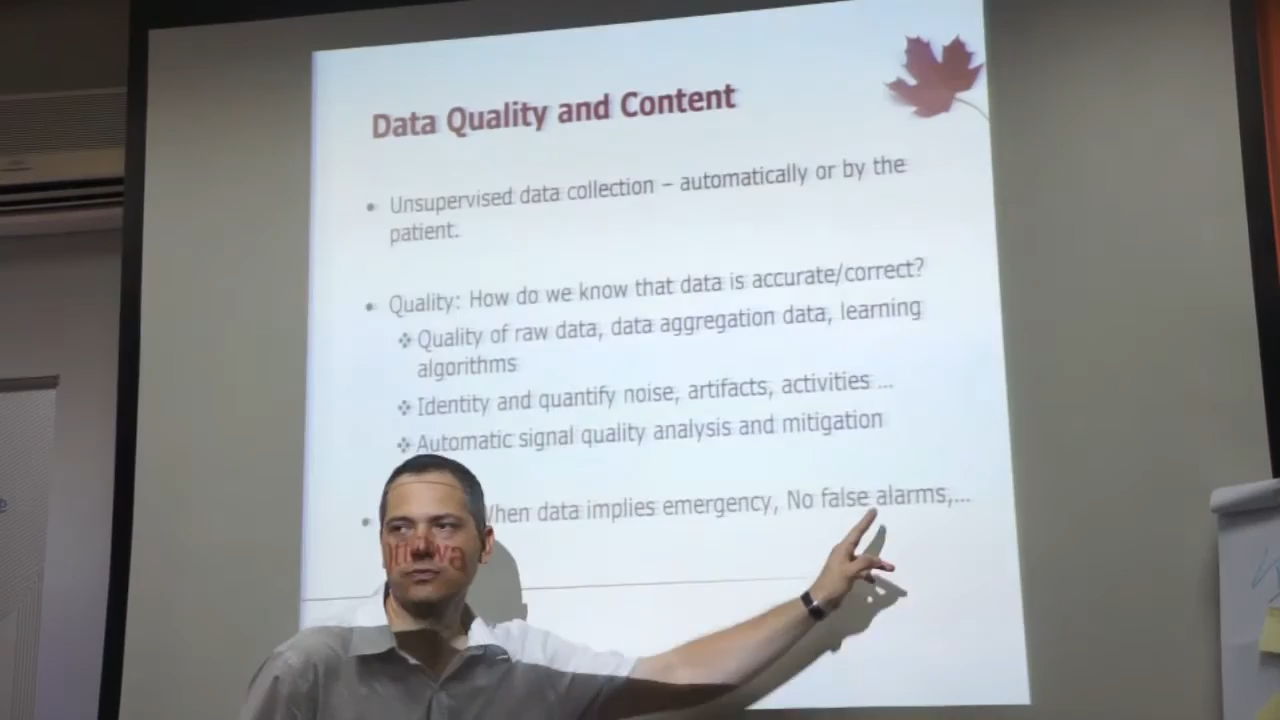 Data Quality and Content
• Unsupervised data collection – automatically or by the
patient.
• Quality: How do we know that data is accurate/correct?
❖ Quality of raw data, data aggregation data, learning
algorithms
❖ Identity and quantify noise, artifacts, activities ...
❖ Automatic signal quality analysis and mitigation
• When data implies emergency, No false alarms,...